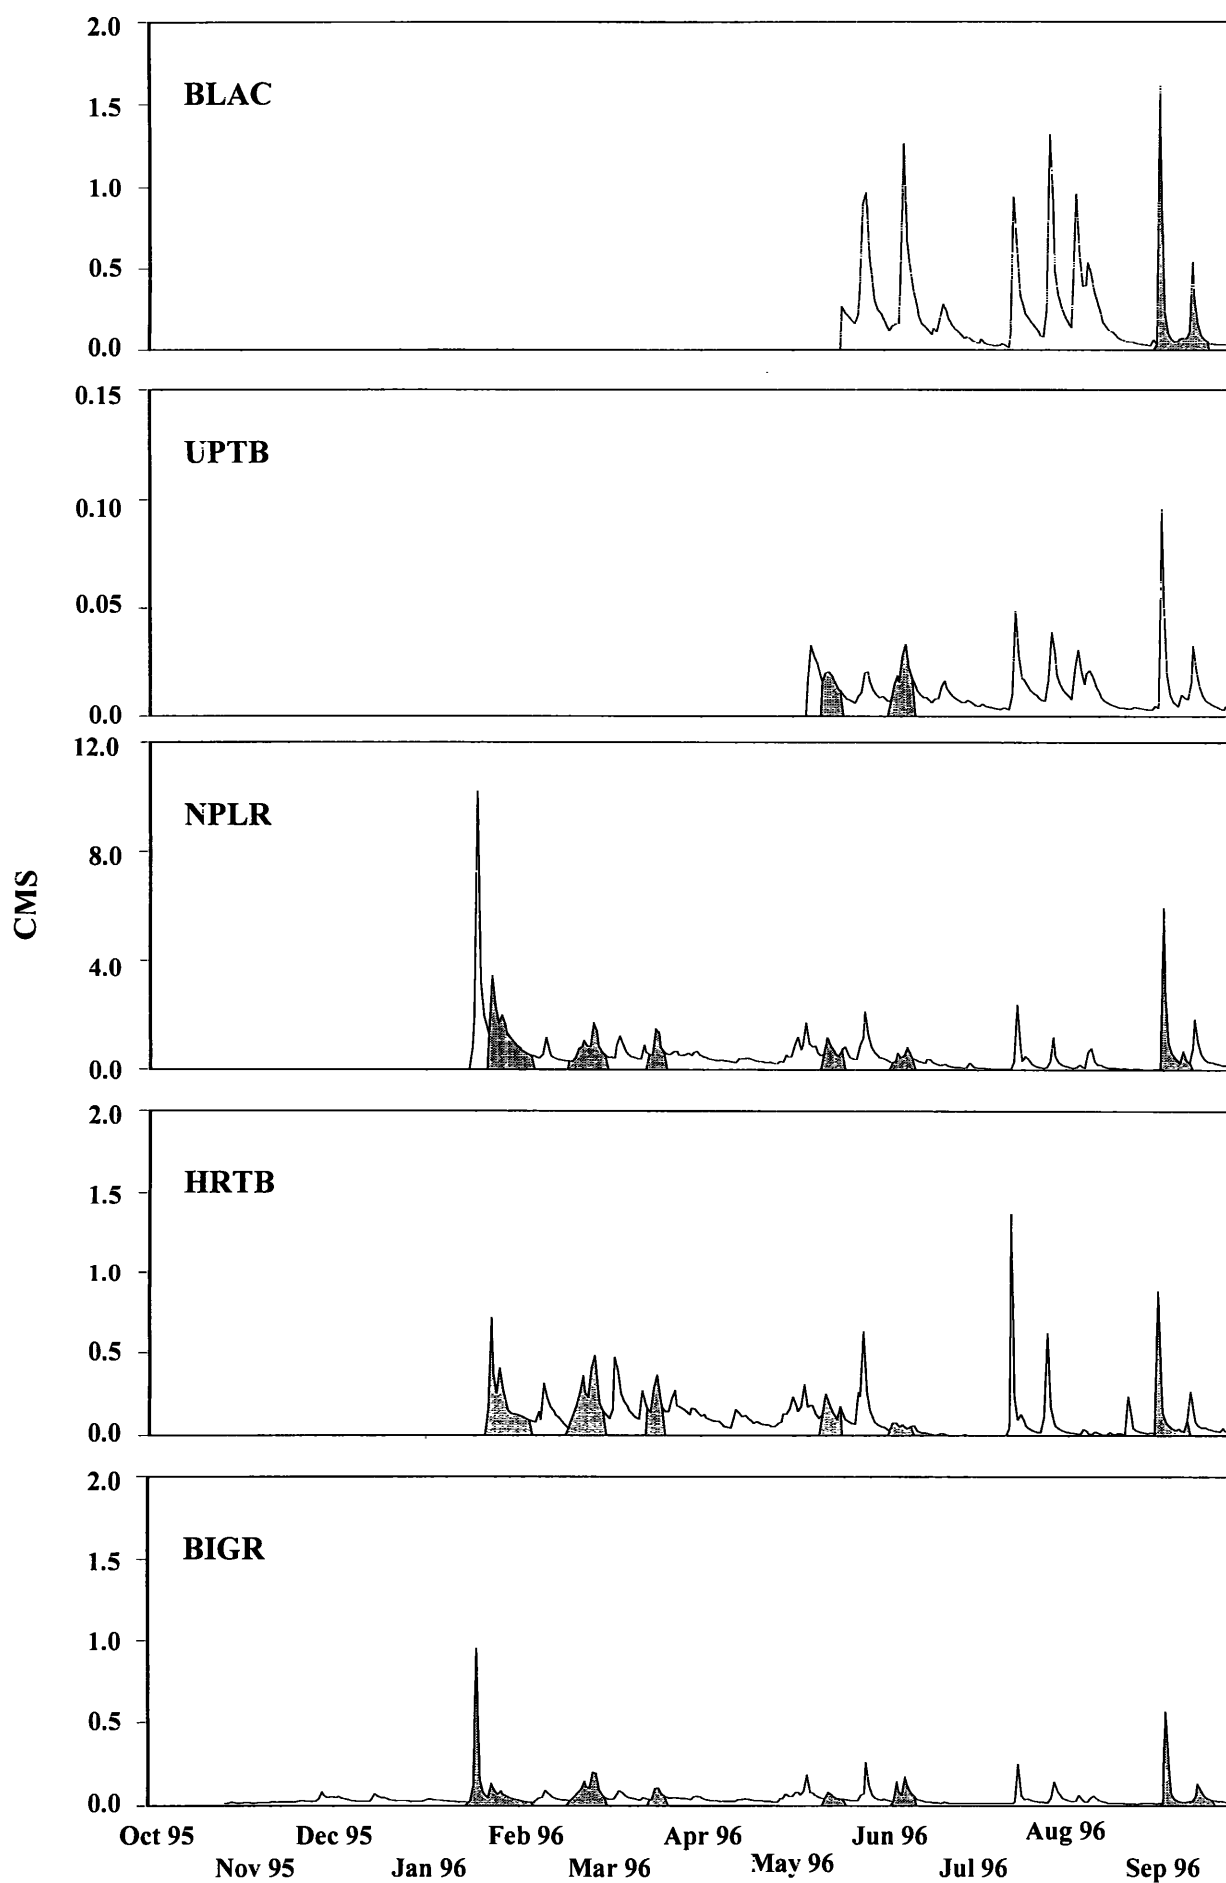 2.0
BLAC
1.5
1.0
0.5
0.0
0.15
UPTB
0.10
0.05
0.0
12.0
NPLR
8.0
CMS
4.0
0.0
2.0
HRTB
1.5
1.0
0.5
0.0
2.0
BIGR
1.5
1.0
0.5
0.0
Oct 95 Dec 95 Feb 96 Apr 96 Jun 96 Aug 96
Nov 95 Jan 96 Mar 96 May 96 Jul 96 Sep 96